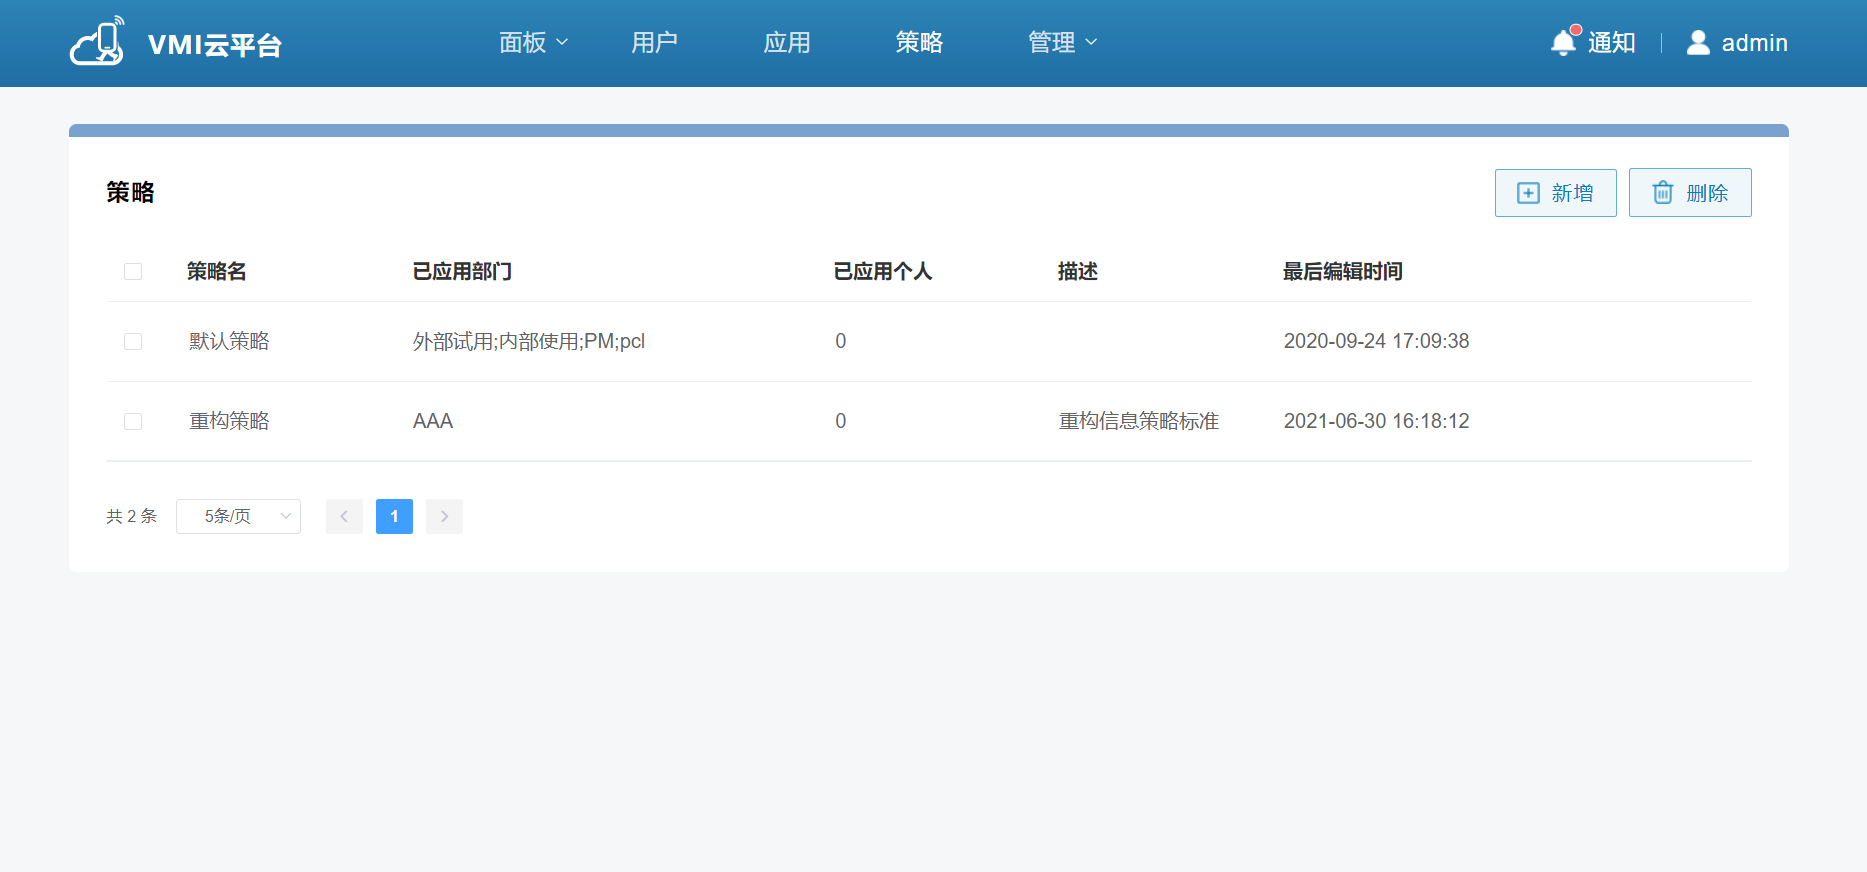 VMI云平台 面板 用户 应用 策略 管理 通知 admin
策略 新增 删除
策略名 已应用部门 已应用个人 描述 最后编辑时间
默认策略 外部试用;内部使用;PM;pcl 0 2020-09-24 17:09:38
重构策略 AAA 0 重构信息策略标准 2021-06-30 16:18:12
共 2 条 5条/页 1